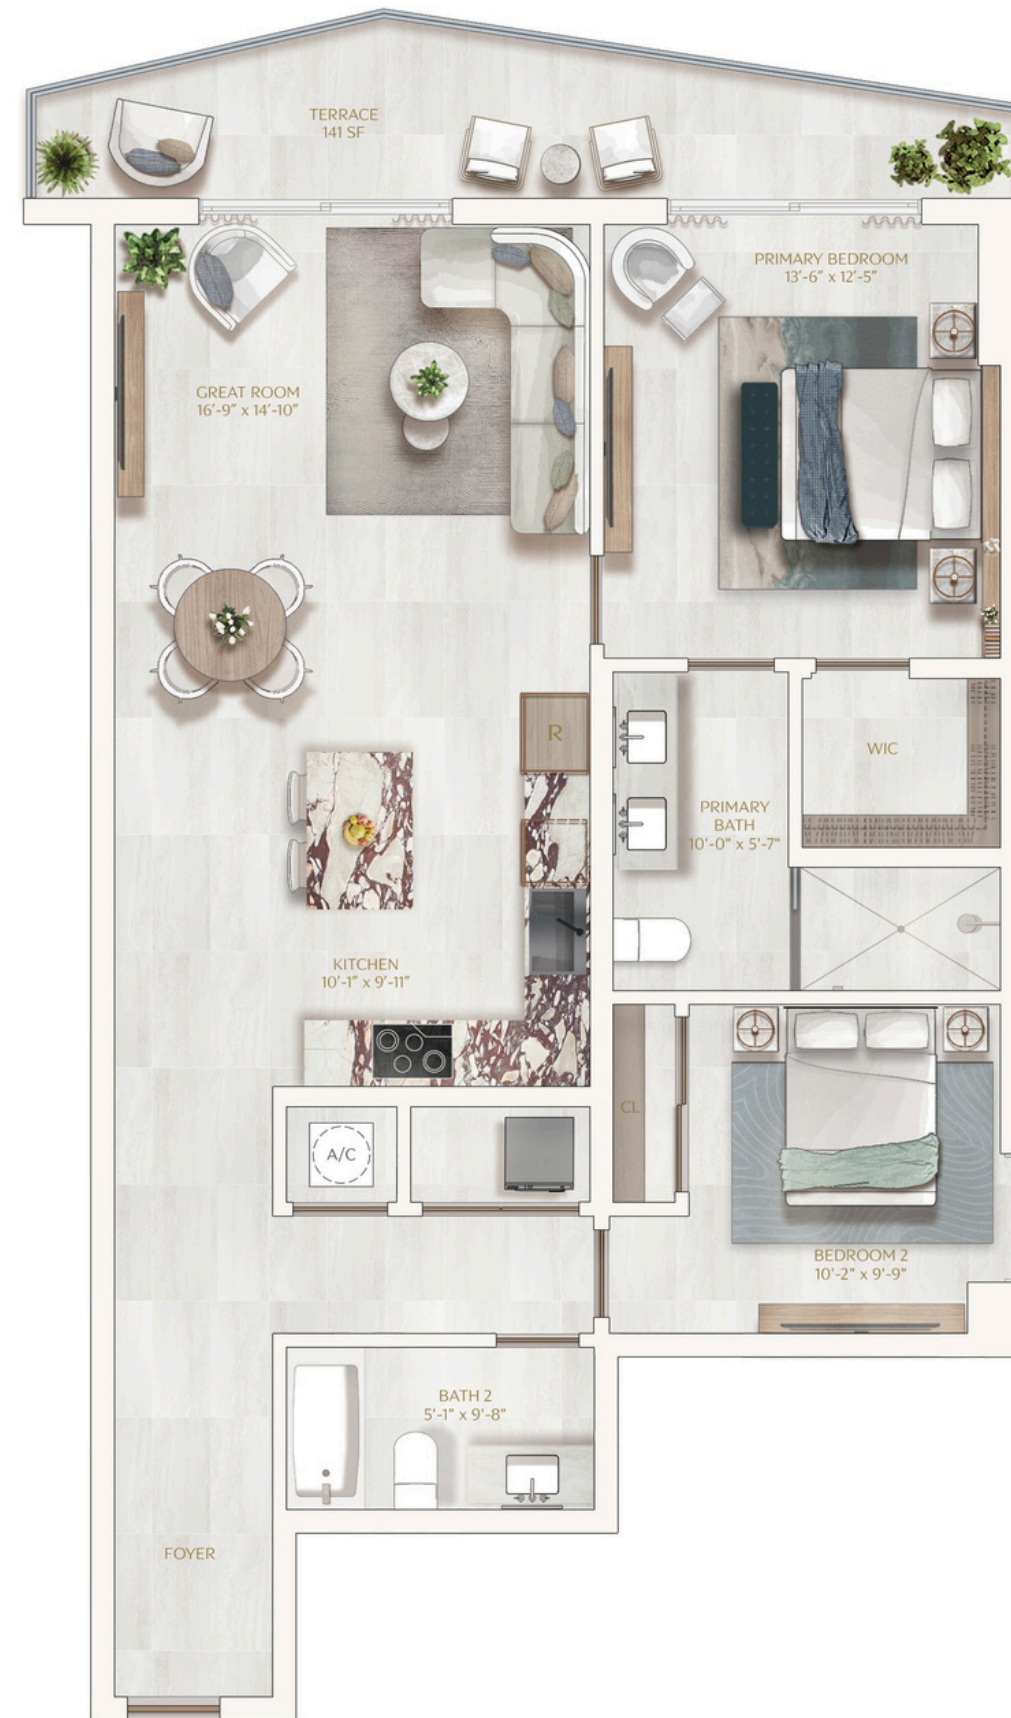 TERRACE
141 SF
PRIMARY BEDROOM
13'-6" x 12'-5"
GREAT ROOM
16'-9" x 14'-10"
R
WIC
PRIMARY
BATH
10'-0" x 5'-7"
KITCHEN
10'-1" x 9'-11"
CL
A/C
BEDROOM 2
10'-2" x 9'-9"
BATH 2
5'-1" x 9'-8"
FOYER